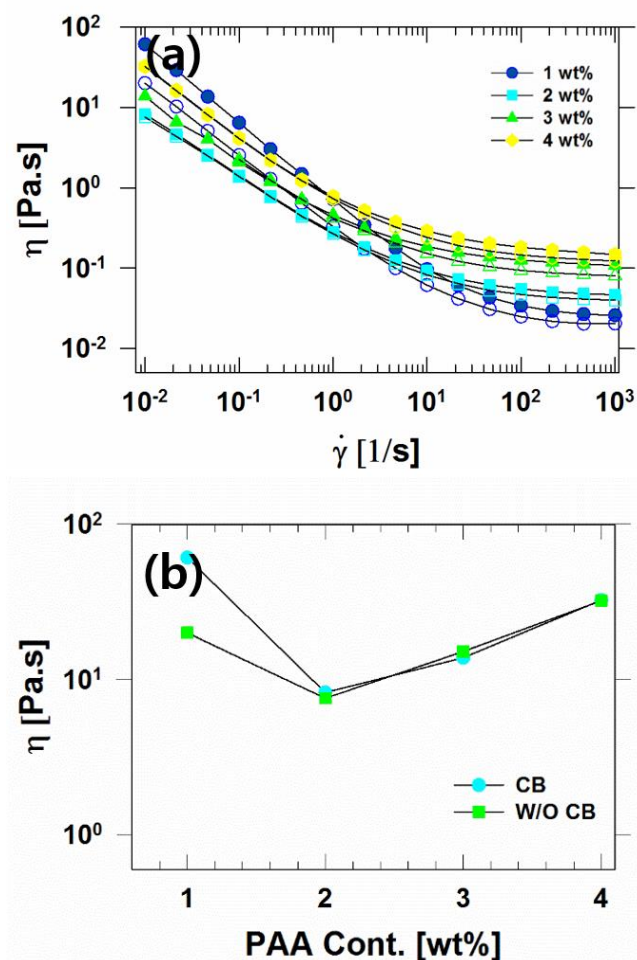 (a)
10²
10¹
10⁰
10⁻¹
10⁻²
η [Pa.s]
1 wt%
2 wt%
3 wt%
4 wt%
10⁻² 10⁻¹ 10⁰ 10¹ 10² 10³
γ̇ [1/s]
(b)
10²
10¹
10⁰
η [Pa.s]
CB
W/O CB
1 2 3 4
PAA Cont. [wt%]